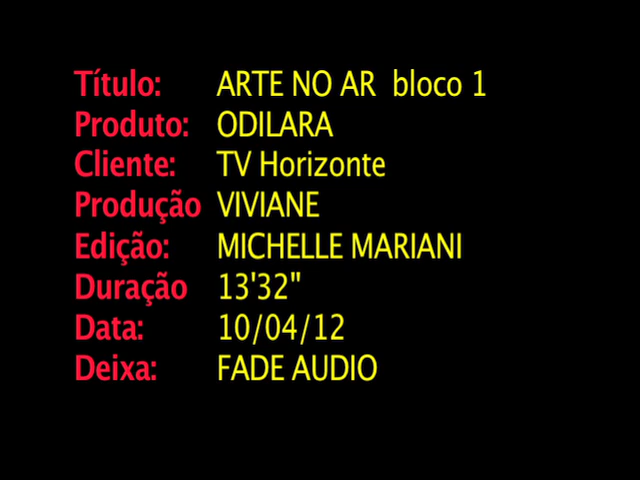 Título: ARTE NO AR bloco 1
Produto: ODILARA
Cliente: TV Horizonte
Produção VIVIANE
Edição: MICHELLE MARIANI
Duração 13'32"
Data: 10/04/12
Deixa: FADE AUDIO